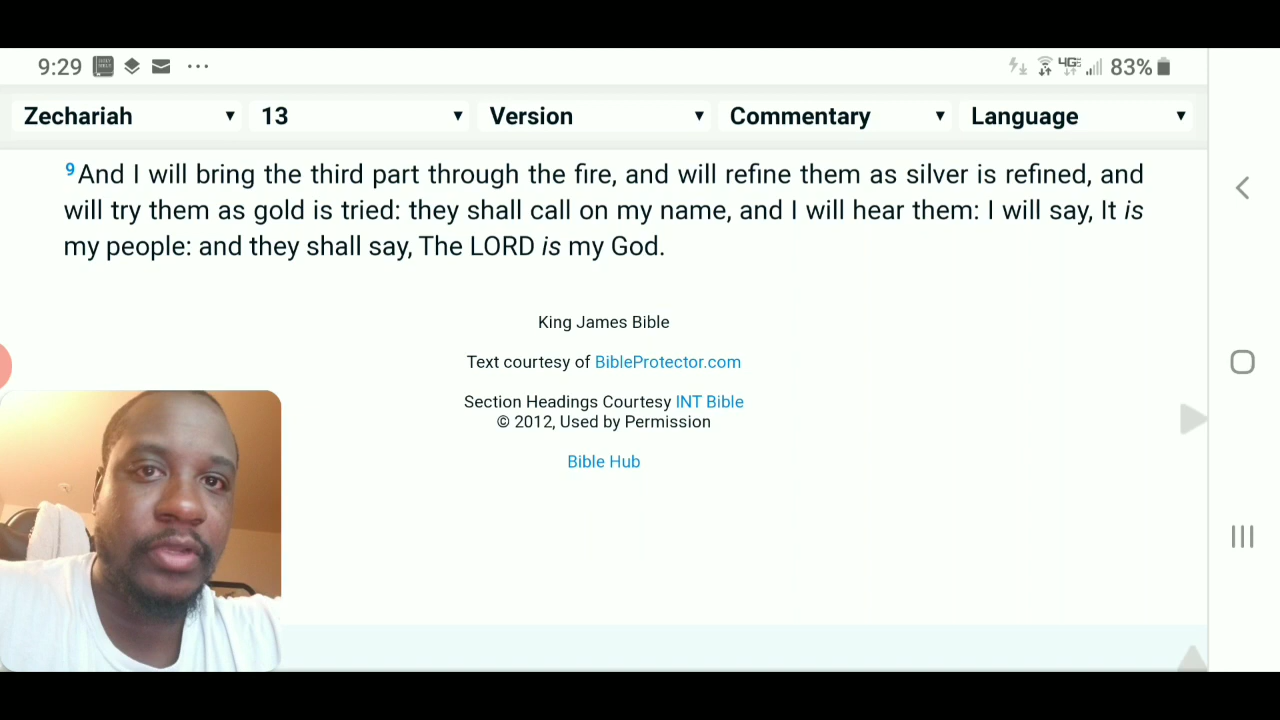 9:29 ... 4G 83%
Zechariah 13 Version Commentary Language
9And I will bring the third part through the fire, and will refine them as silver is refined, and
will try them as gold is tried: they shall call on my name, and I will hear them: I will say, It is
my people: and they shall say, The LORD is my God.
King James Bible
Text courtesy of BibleProtector.com
Section Headings Courtesy INT Bible
© 2012, Used by Permission
Bible Hub